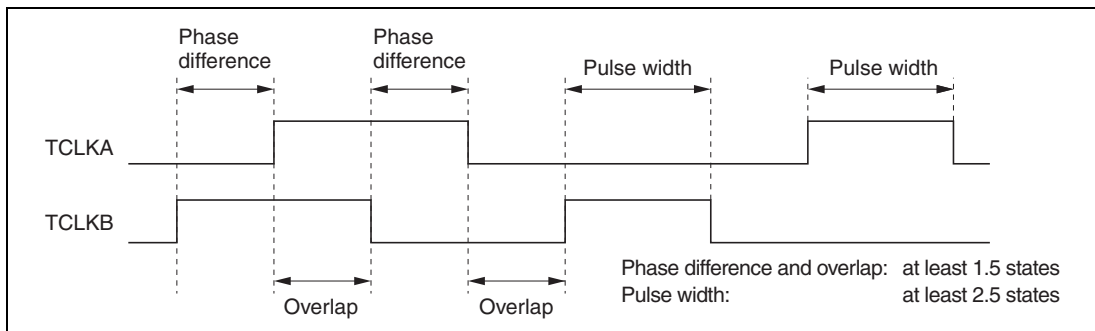 Phase
difference
Phase
difference
Pulse width
Pulse width
TCLKA
TCLKB
Overlap
Overlap
Phase difference and overlap: at least 1.5 states
Pulse width: at least 2.5 states